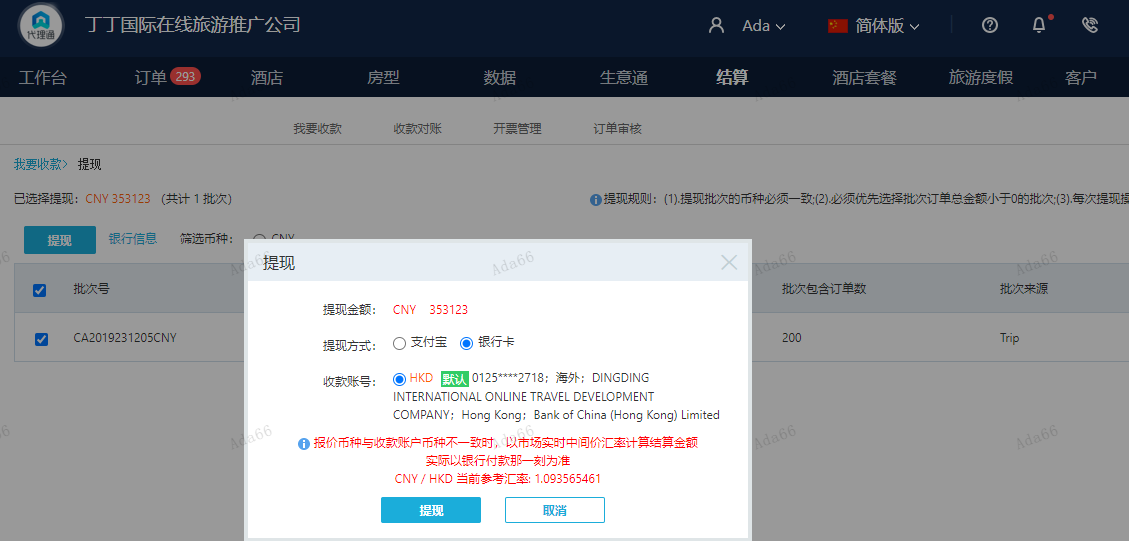 代理通
丁丁国际在线旅游推广公司
Ada
简体版
工作台
订单 293
酒店
房型
数据
生意通
结算
酒店套餐
旅游度假
客户
我要收款
收款对账
开票管理
订单审核
我要收款> 提现
已选择提现：CNY 353123 （共计 1 批次）
提现规则：(1).提现批次的币种必须一致;(2).必须优先选择批次订单总金额小于0的批次;(3).每次提现
提现
银行信息
筛选币种：
CNY
批次号
批次包含订单数
批次来源
CA2019231205CNY
200
Trip
提现
提现金额： CNY 353123
提现方式： 支付宝 银行卡
收款账号： HKD 默认 0125****2718；海外；DINGDING
INTERNATIONAL ONLINE TRAVEL DEVELOPMENT
COMPANY；Hong Kong；Bank of China (Hong Kong) Limited
报价币种与收款账户币种不一致时，以市场实时中间价汇率计算结算金额
实际以银行付款那一刻为准
CNY / HKD 当前参考汇率: 1.093565461
提现
取消
Ada66
Ada66
Ada66
Ada66
Ada66
Ada66
Ada66